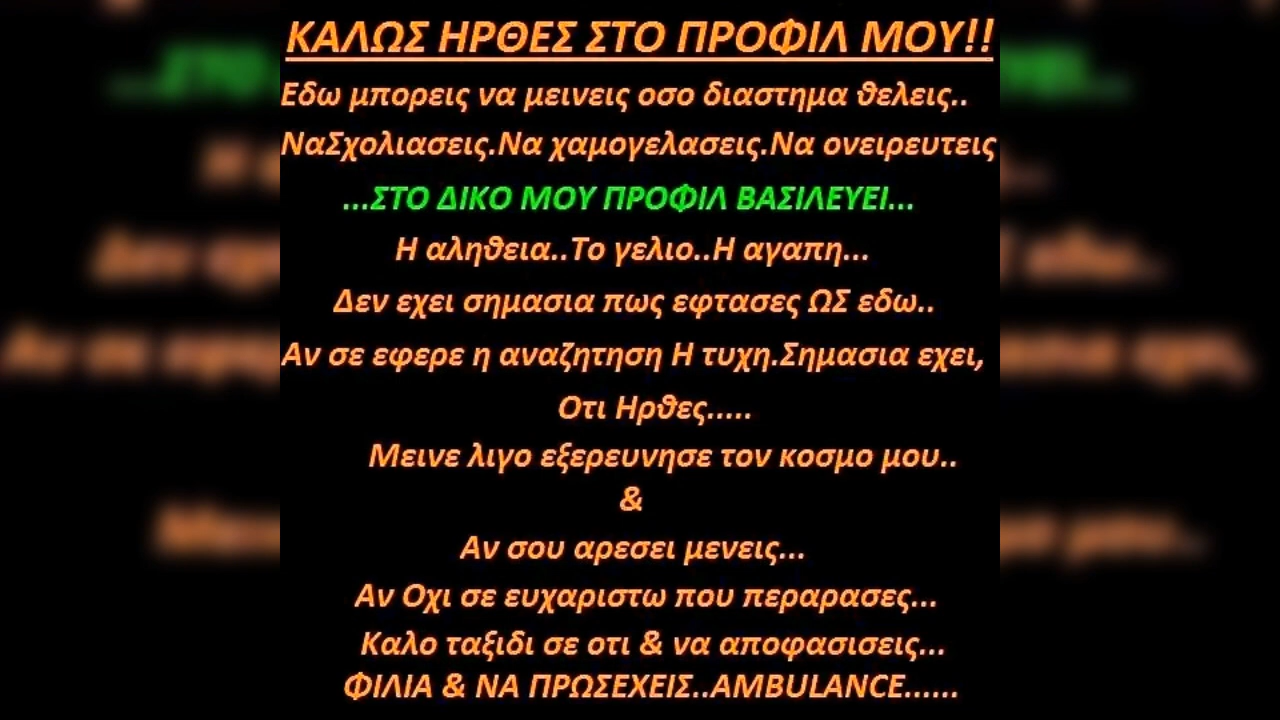 ΚΑΛΩΣ ΗΡΘΕΣ ΣΤΟ ΠΡΟΦΙΛ ΜΟΥ!!
Εδω μπορεις να μεινεις οσο διαστημα θελεις..
ΝαΣχολιασεις.Να χαμογελασεις.Να ονειρευτεις
...ΣΤΟ ΔΙΚΟ ΜΟΥ ΠΡΟΦΙΛ ΒΑΣΙΛΕΥΕΙ...
Η αληθεια..Το γελιο..Η αγαπη...
Δεν εχει σημασια πως εφτασες ΩΣ εδω..
Αν σε εφερε η αναζητηση Η τυχη.Σημασια εχει,
Οτι Ηρθες.....
Μεινε λιγο εξερευνησε τον κοσμο μου..
&
Αν σου αρεσει μενεις...
Αν Οχι σε ευχαριστω που περαρασες...
Καλο ταξιδι σε οτι & να αποφασισεις...
ΦΙΛΙΑ & ΝΑ ΠΡΩΣΕΧΕΙΣ..AMBULANCE......